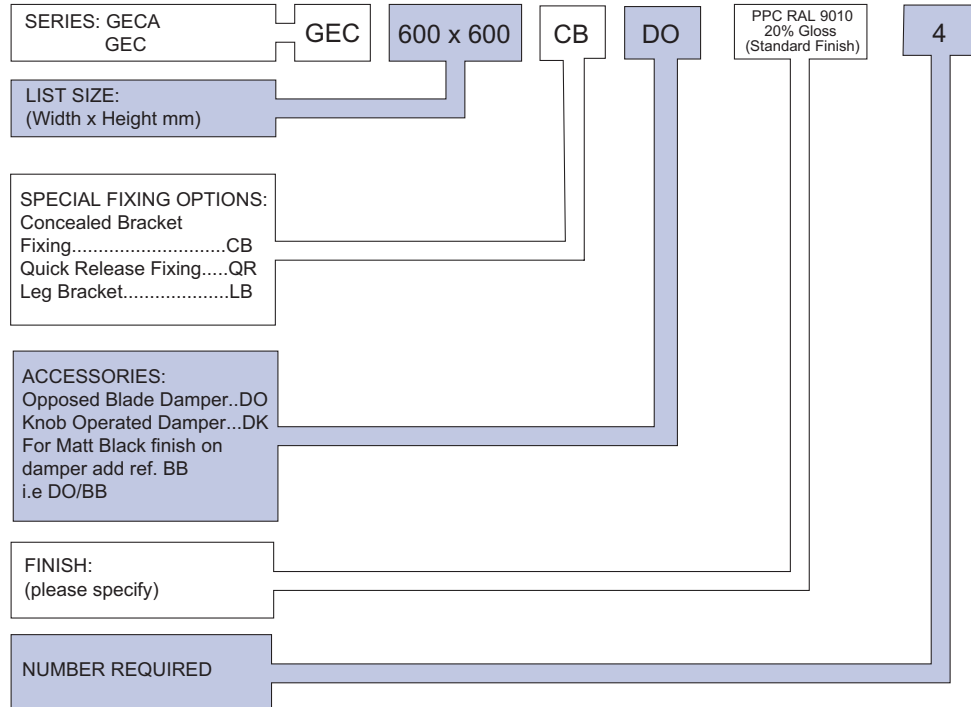 SERIES: GECA
GEC
GEC
600 x 600
CB
DO
PPC RAL 9010
20% Gloss
(Standard Finish)
4
LIST SIZE:
(Width x Height mm)
SPECIAL FIXING OPTIONS:
Concealed Bracket
Fixing............................CB
Quick Release Fixing.....QR
Leg Bracket....................LB
ACCESSORIES:
Opposed Blade Damper..DO
Knob Operated Damper...DK
For Matt Black finish on
damper add ref. BB
i.e DO/BB
FINISH:
(please specify)
NUMBER REQUIRED